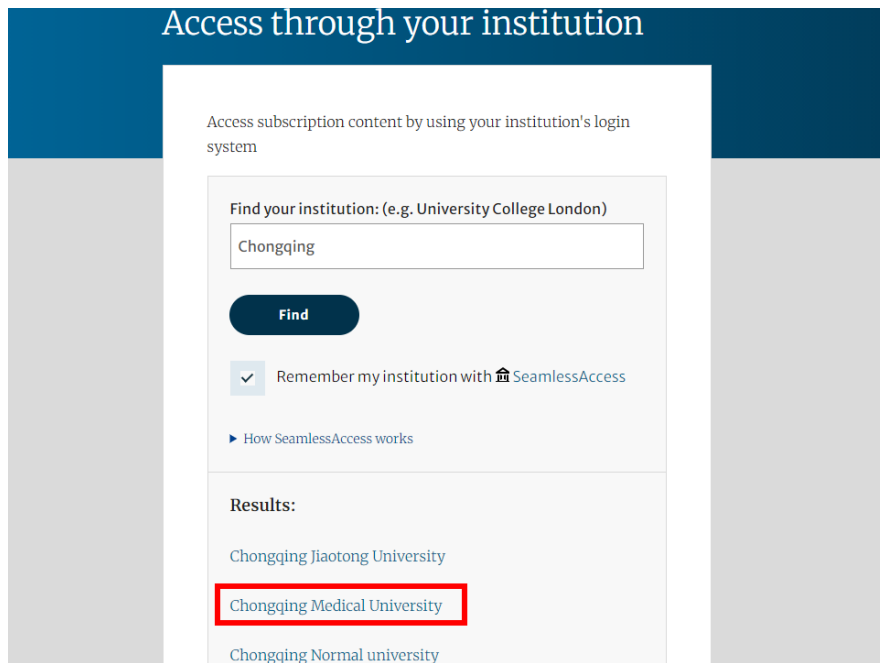 Access through your institution
Access subscription content by using your institution's login
system
Find your institution: (e.g. University College London)
Chongqing
Find
Remember my institution with SeamlessAccess
How SeamlessAccess works
Results:
Chongqing Jiaotong University
Chongqing Medical University
Chongqing Normal university